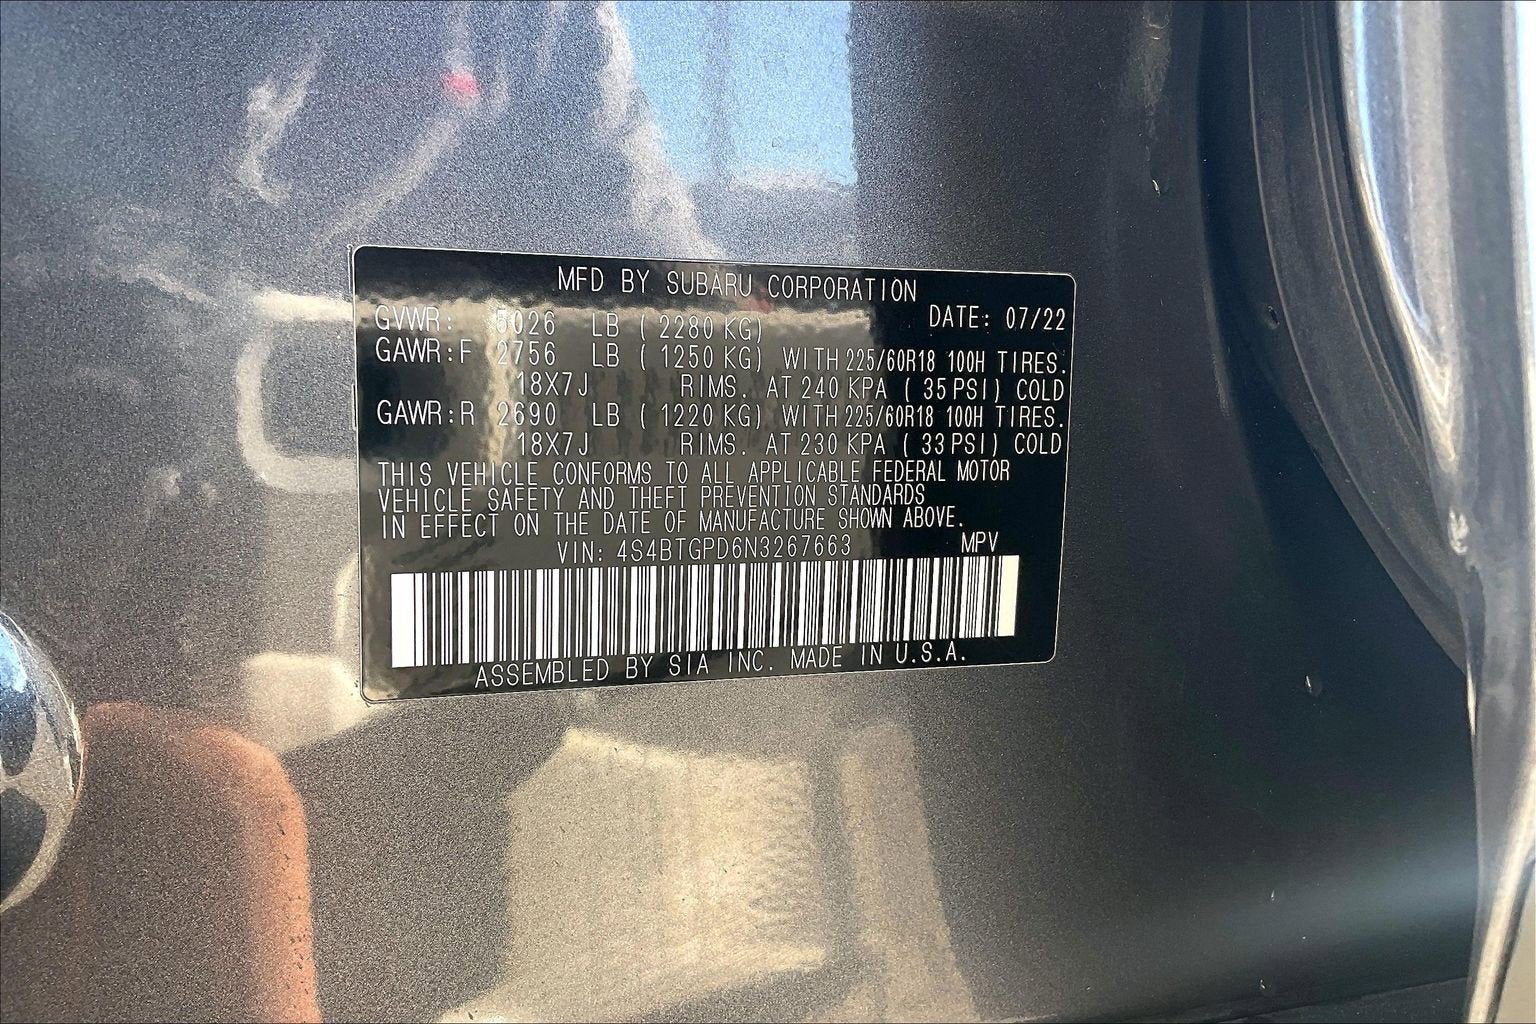 MFD BY SUBARU CORPORATION
GVWR: 5026 LB ( 2280 KG) DATE: 07/22
GAWR:F 2756 LB ( 1250 KG) WITH 225/60R18 100H TIRES.
18X7J RIMS. AT 240 KPA ( 35 PSI) COLD
GAWR:R 2690 LB ( 1220 KG) WITH 225/60R18 100H TIRES.
18X7J RIMS. AT 230 KPA ( 33 PSI) COLD
THIS VEHICLE CONFORMS TO ALL APPLICABLE FEDERAL MOTOR
VEHICLE SAFETY AND THEFT PREVENTION STANDARDS
IN EFFECT ON THE DATE OF MANUFACTURE SHOWN ABOVE.
VIN: 4S4BTGPD6N3267663 MPV
ASSEMBLED BY SIA INC. MADE IN U.S.A.